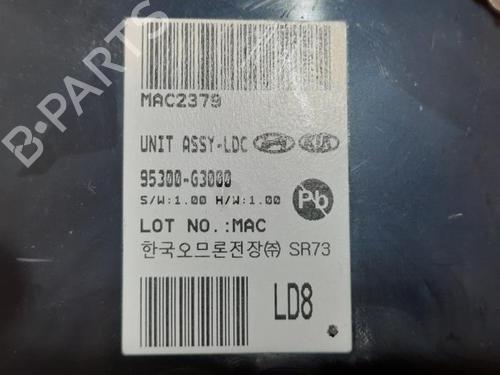 MAC2379
UNIT ASSY-LDC KIA
95300-G3000
Pb
S/W:1.00 H/W:1.00
LOT NO.:MAC
한국오므론전장㈜ SR73
LD8
B-PARTS